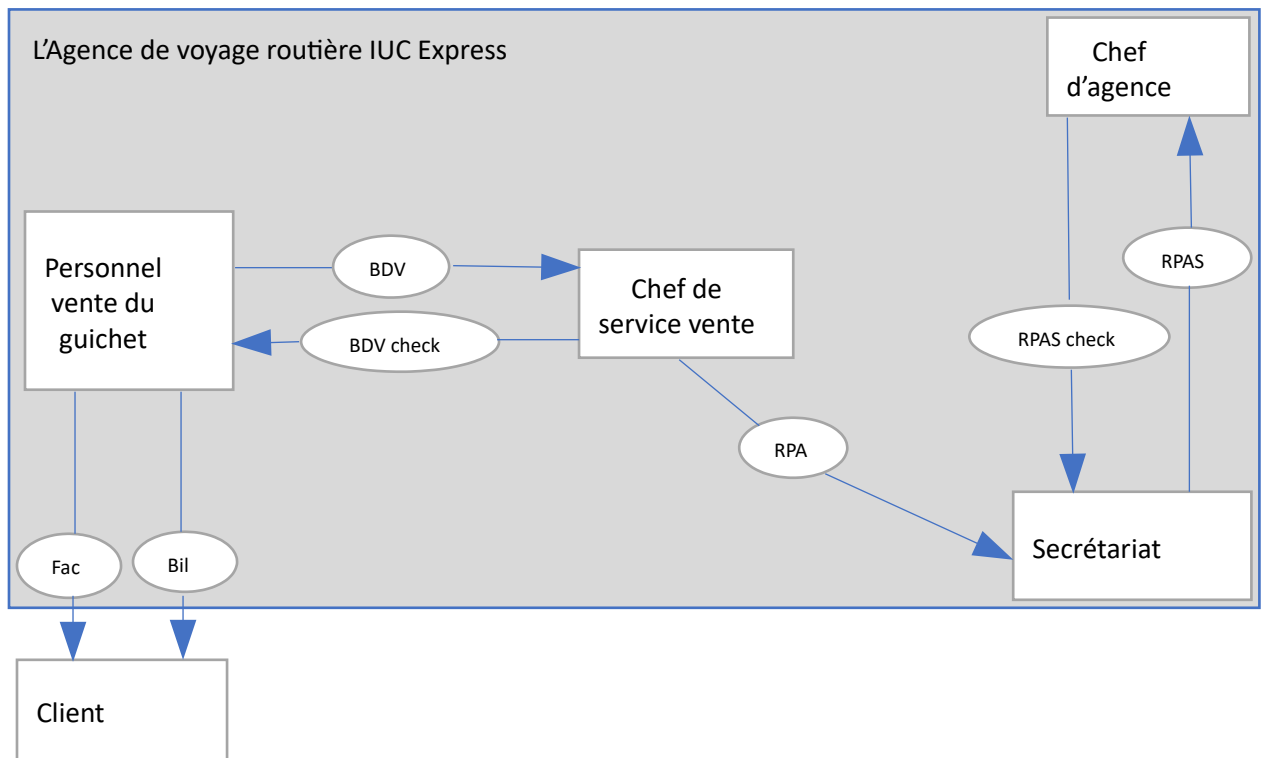 L'Agence de voyage routière IUC Express
Chef
d'agence
Personnel
vente du
guichet
BDV
BDV check
Chef de
service vente
RPAS
RPAS check
RPA
Secrétariat
Fac
Bil
Client